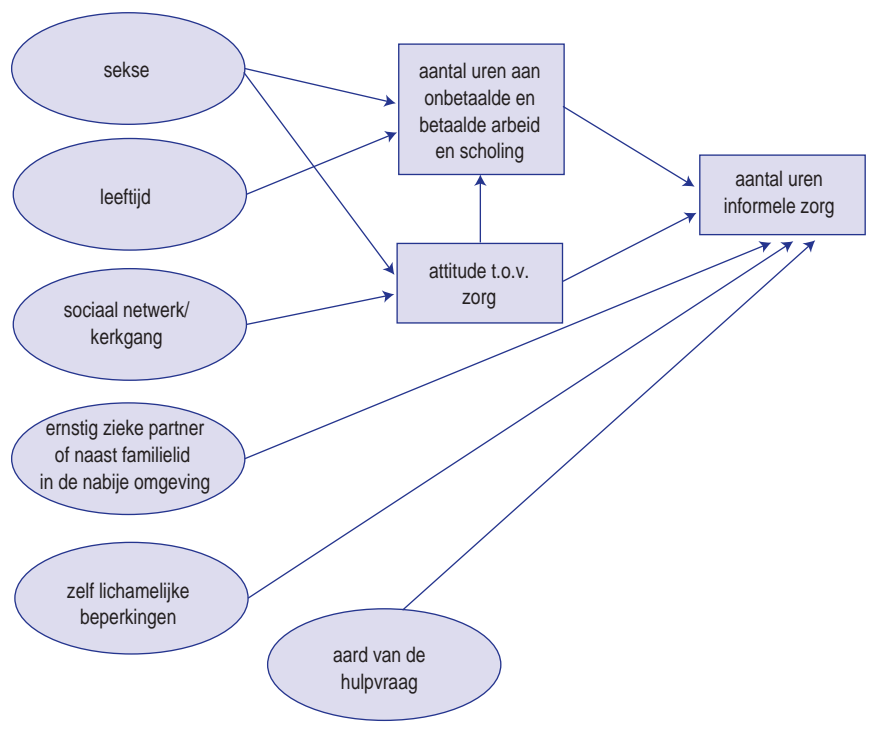 sekse
leeftijd
sociaal netwerk/
kerkgang
ernstig zieke partner
of naast familielid
in de nabije omgeving
zelf lichamelijke
beperkingen
aard van de
hulpvraag
aantal uren aan
onbetaalde en
betaalde arbeid
en scholing
attitude t.o.v.
zorg
aantal uren
informele zorg